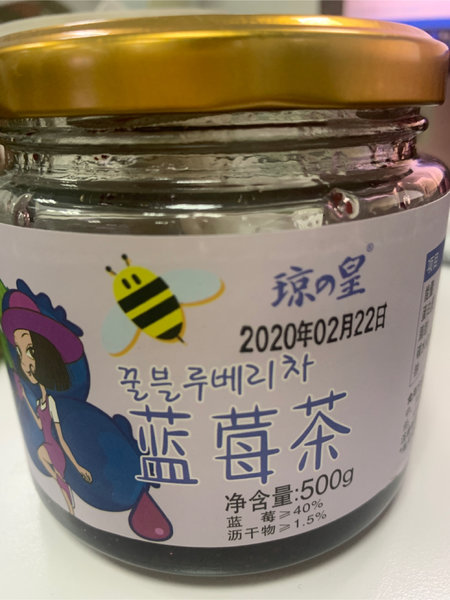 琼の皇®
2020年02月22日
꿀블루베리차
蓝莓茶
净含量:500g
蓝 莓≥40%
沥干物≥1.5%